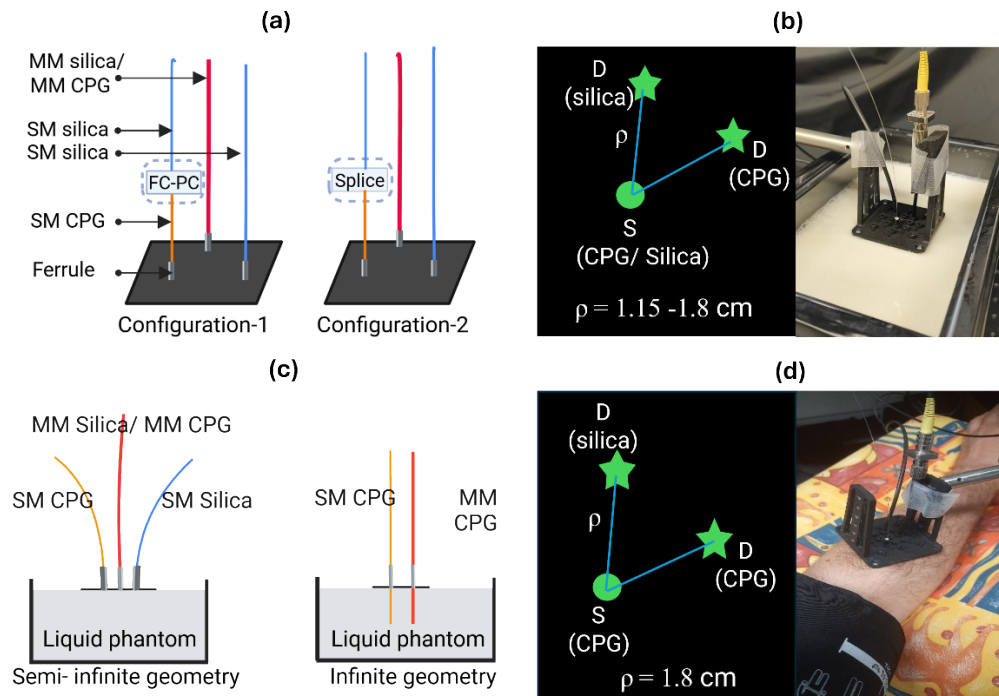 (a)
MM silica/
MM CPG
SM silica
SM silica
FC-PC
SM CPG
Ferrule
Configuration-1
Splice
Configuration-2
(b)
D
(silica)
ρ
D
(CPG)
S
(CPG/ Silica)
ρ = 1.15 -1.8 cm
(c)
MM Silica/ MM CPG
SM CPG
SM Silica
Liquid phantom
Semi- infinite geometry
SM CPG
MM
CPG
Liquid phantom
Infinite geometry
(d)
D
(silica)
ρ
D
(CPG)
S
(CPG)
ρ = 1.8 cm